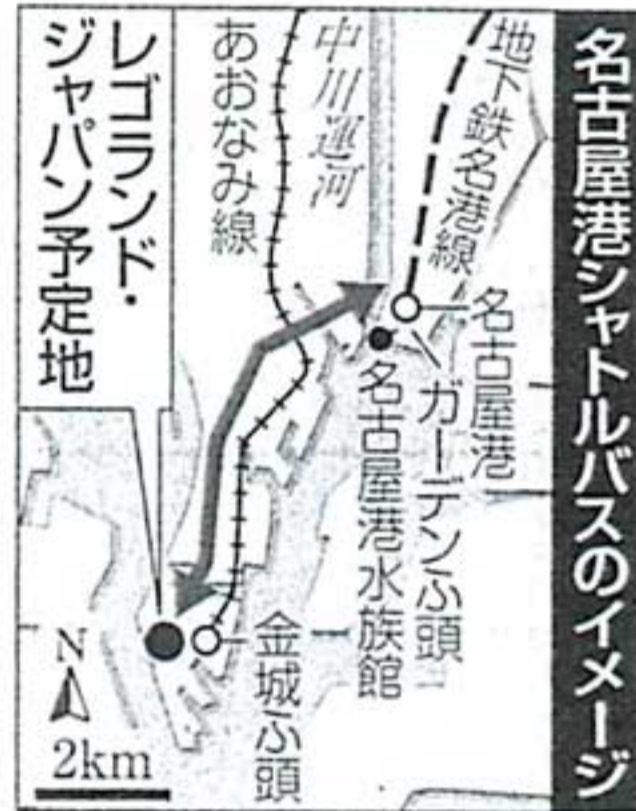 名古屋港シャトルバスのイメージ
地下鉄名港線
名古屋港
ガーデンふ頭
名古屋港水族館
中川運河
あおなみ線
金城ふ頭
レゴランド・
ジャパン予定地
N
2km